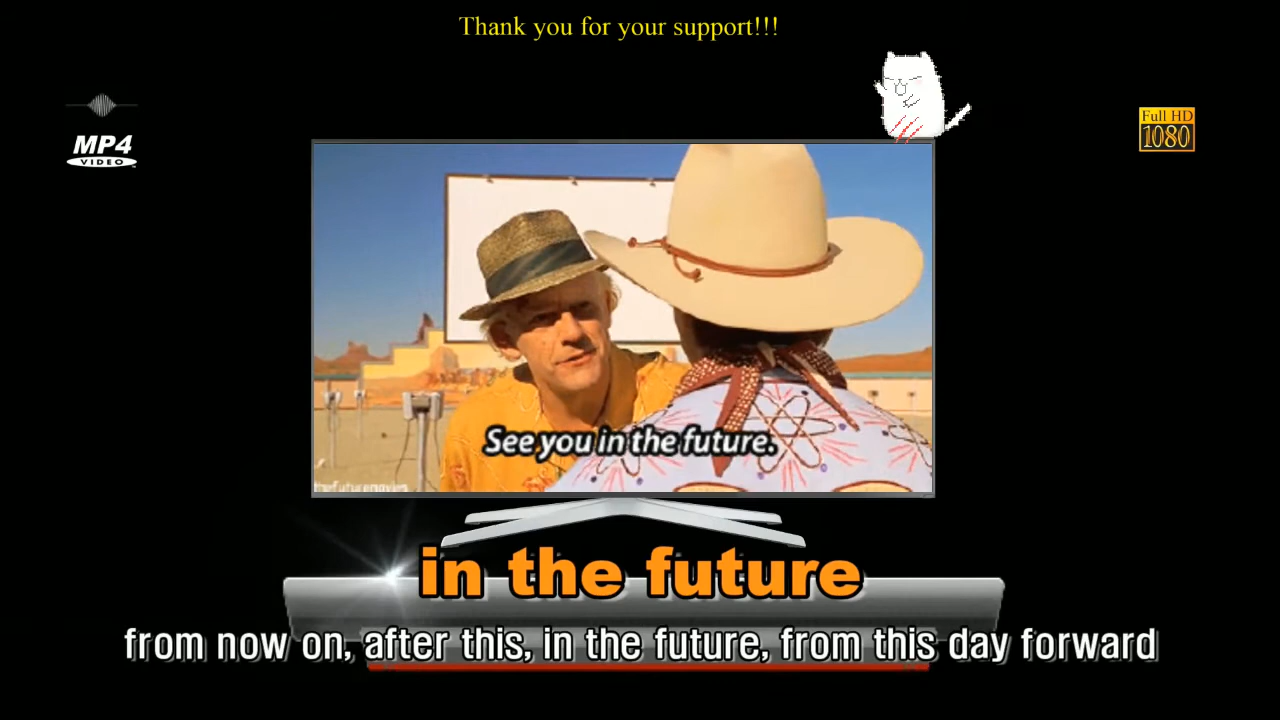 Thank you for your support!!!
MP4
VIDEO
Full HD
1080
See you in the future.
thefuturemovies
in the future
from now on, after this, in the future, from this day forward